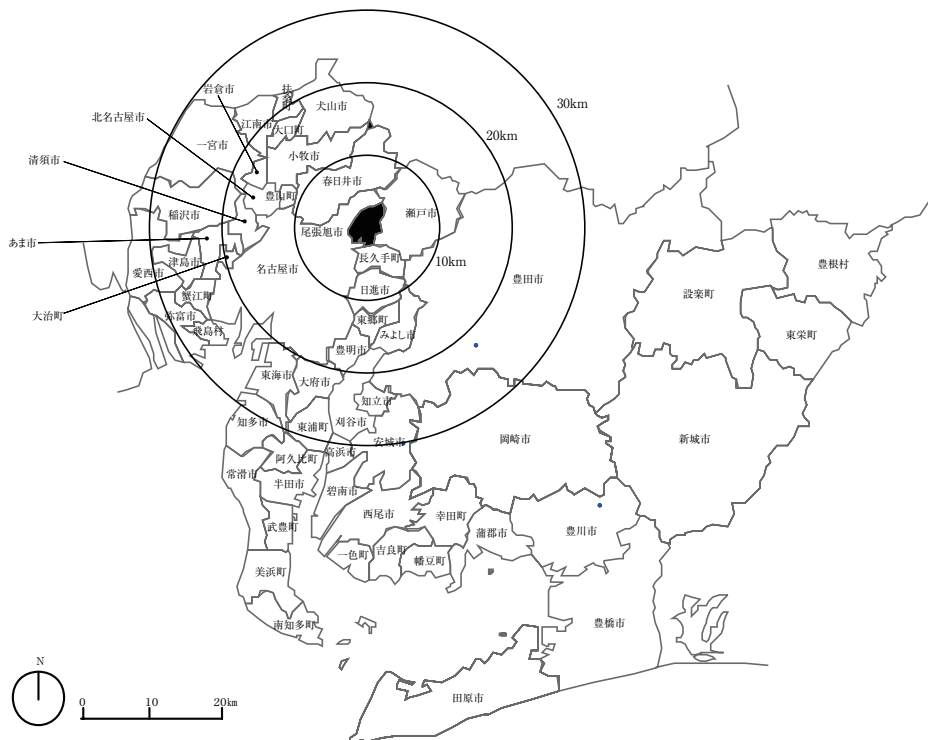 岩倉市
扶桑町
犬山市
30km
北名古屋市
江南市
大口町
20km
一宮市
小牧市
清須市
春日井市
豊山町
瀬戸市
稲沢市
尾張旭市
あま市
長久手町
10km
津島市
名古屋市
豊根村
愛西市
豊田市
日進市
設楽町
蟹江町
大治町
弥富市
東郷町
飛島村
みよし市
東栄町
豊明市
東海市
大府市
知立市
知多市
東浦町
刈谷市
安城市
岡崎市
新城市
高浜市
阿久比町
常滑市
半田市
碧南市
西尾市
幸田町
武豊町
蒲郡市
豊川市
一色町
吉良町
幡豆町
美浜町
南知多町
豊橋市
N
田原市
0
10
20km